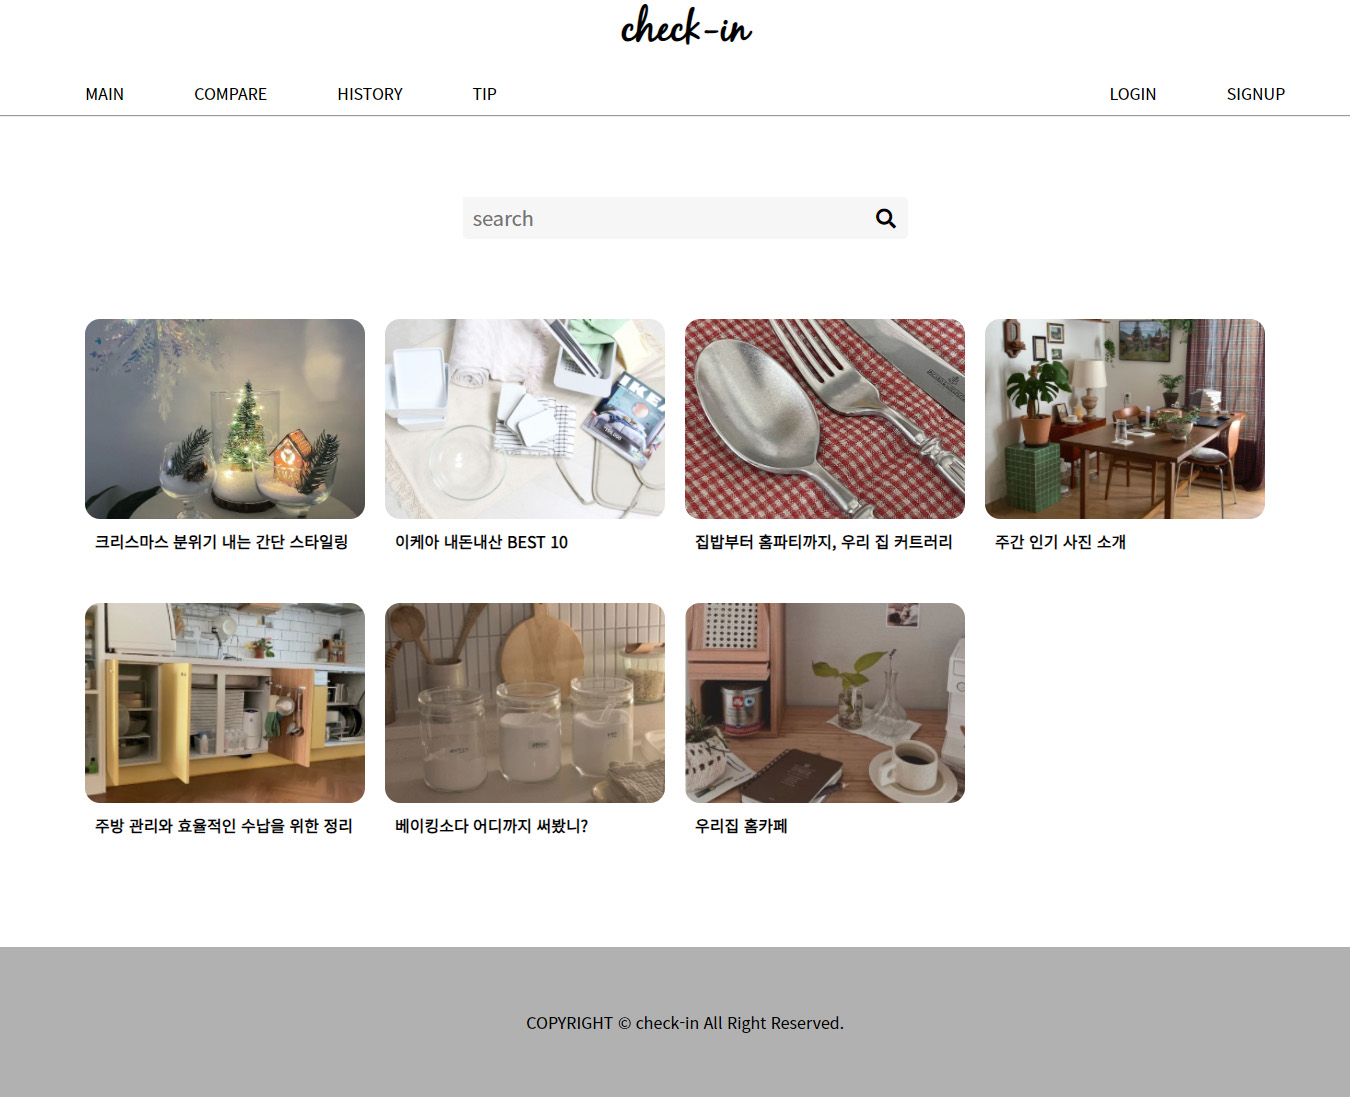 check-in
MAIN COMPARE HISTORY TIP LOGIN SIGNUP
search
IKEA
크리스마스 분위기 내는 간단 스타일링
이케아 내돈내산 BEST 10
집밥부터 홈파티까지, 우리 집 커트러리
주간 인기 사진 소개
주방 관리와 효율적인 수납을 위한 정리
베이킹소다 어디까지 써봤니?
우리집 홈카페
COPYRIGHT © check-in All Right Reserved.